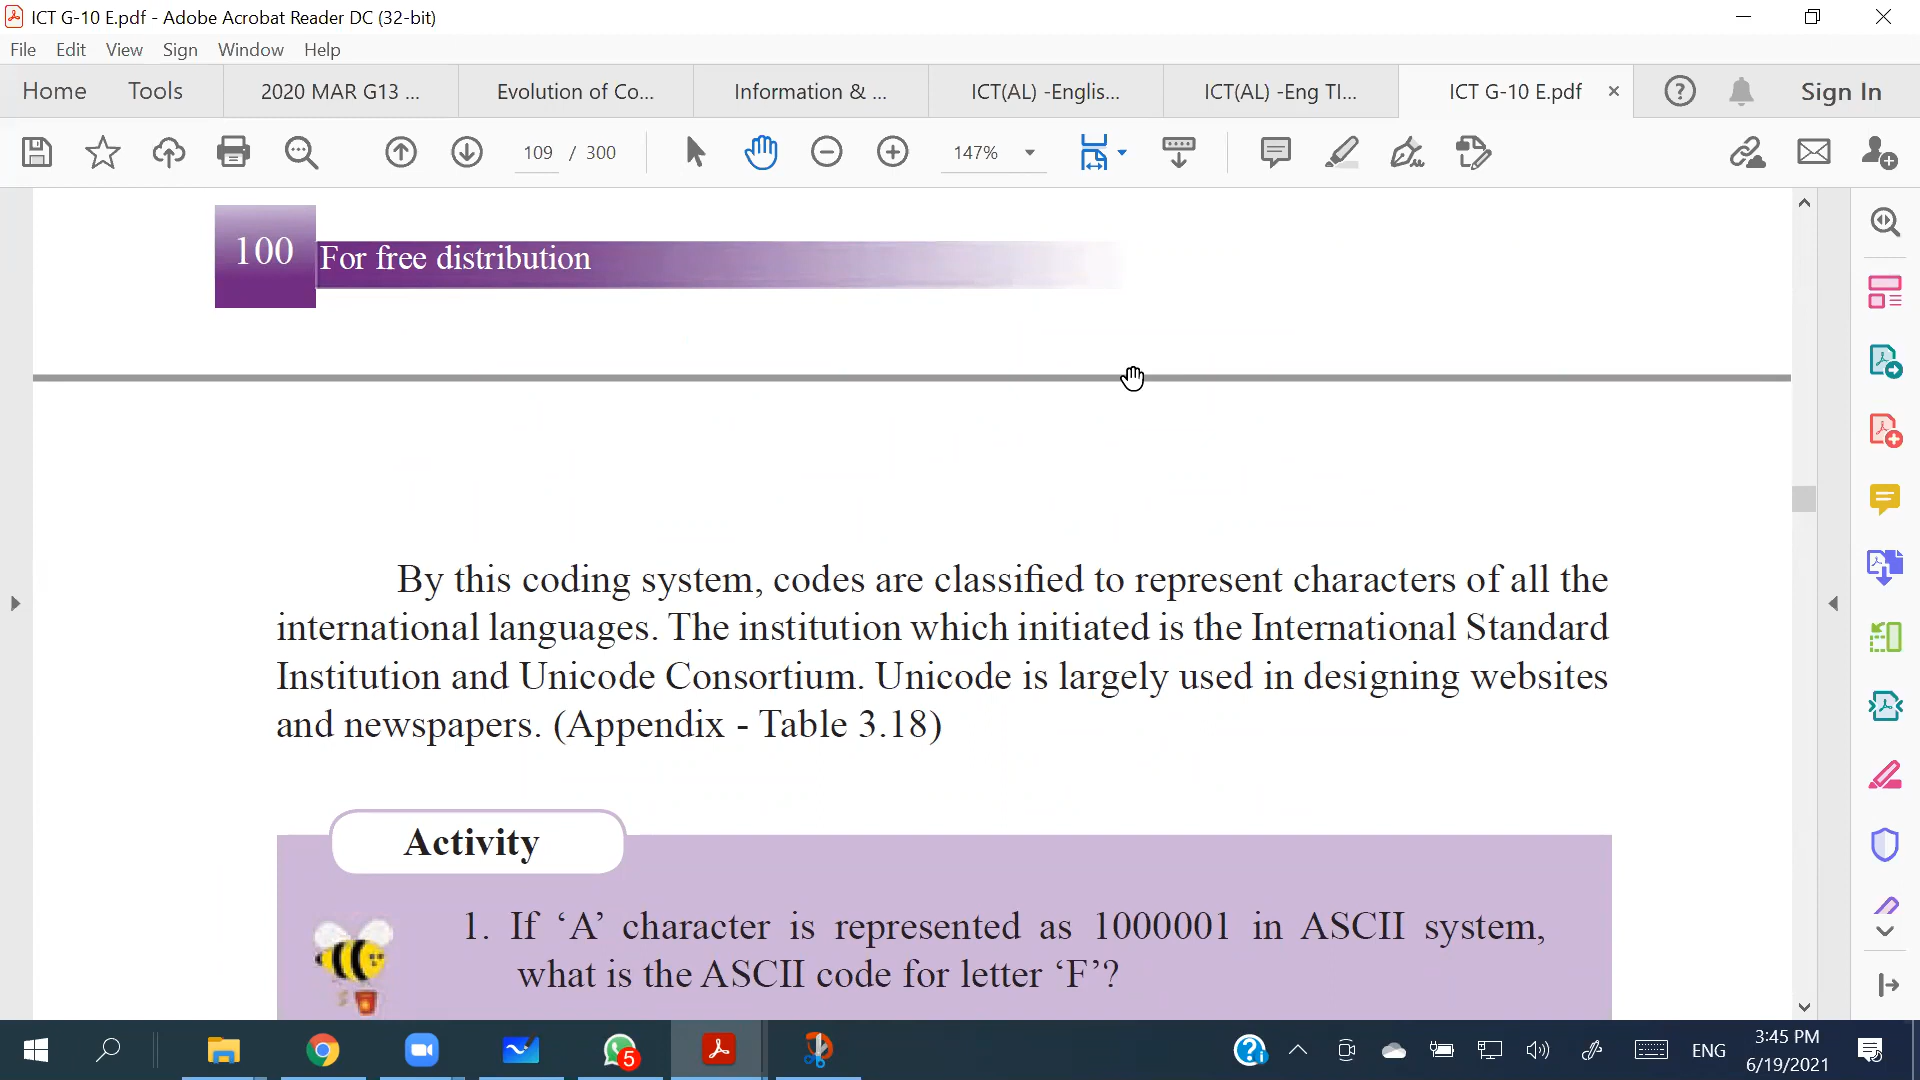 ICT G-10 E.pdf - Adobe Acrobat Reader DC (32-bit)
File Edit View Sign Window Help
Home Tools 2020 MAR G13 ... Evolution of Co... Information & ... ICT(AL) -Englis... ICT(AL) -Eng TI... ICT G-10 E.pdf × Sign In
109 / 300 147%
100 For free distribution
By this coding system, codes are classified to represent characters of all the
international languages. The institution which initiated is the International Standard
Institution and Unicode Consortium. Unicode is largely used in designing websites
and newspapers. (Appendix - Table 3.18)
Activity
1. If ‘A’ character is represented as 1000001 in ASCII system,
what is the ASCII code for letter ‘F’?
5
ENG
3:45 PM
6/19/2021